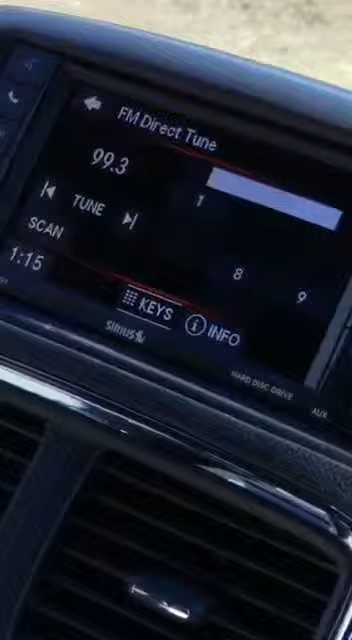 FM Direct Tune
99.3
1
TUNE
SCAN
8
9
1:15
KEYS
INFO
SIRIUS
HARD DISC DRIVE
AUX